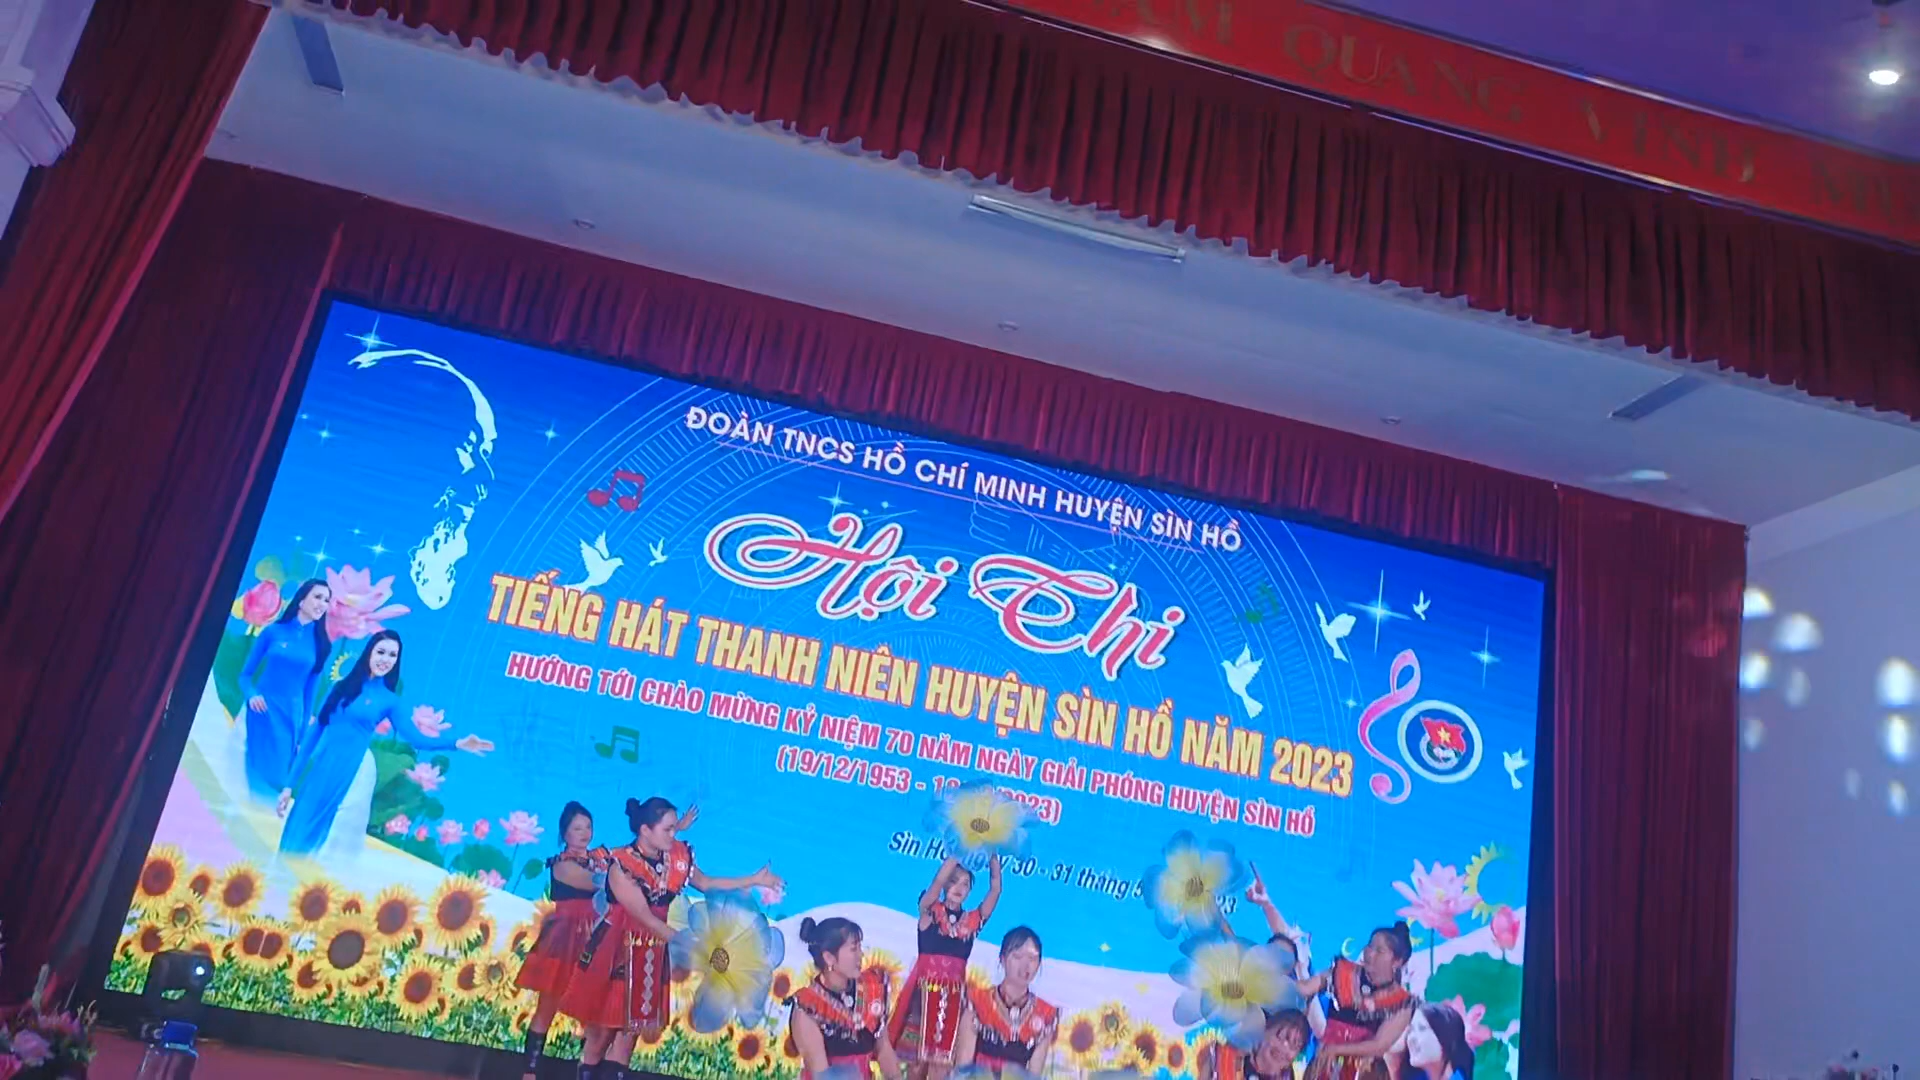 QUANG VINH
ĐOÀN TNCS HỒ CHÍ MINH HUYỆN SÌN HỒ
Hội Thi
TIẾNG HÁT THANH NIÊN HUYỆN SÌN HỒ NĂM 2023
HƯỚNG TỚI CHÀO MỪNG KỶ NIỆM 70 NĂM NGÀY GIẢI PHÓNG HUYỆN SÌN HỒ
(19/12/1953 -
Sìn 30 - 31 tháng